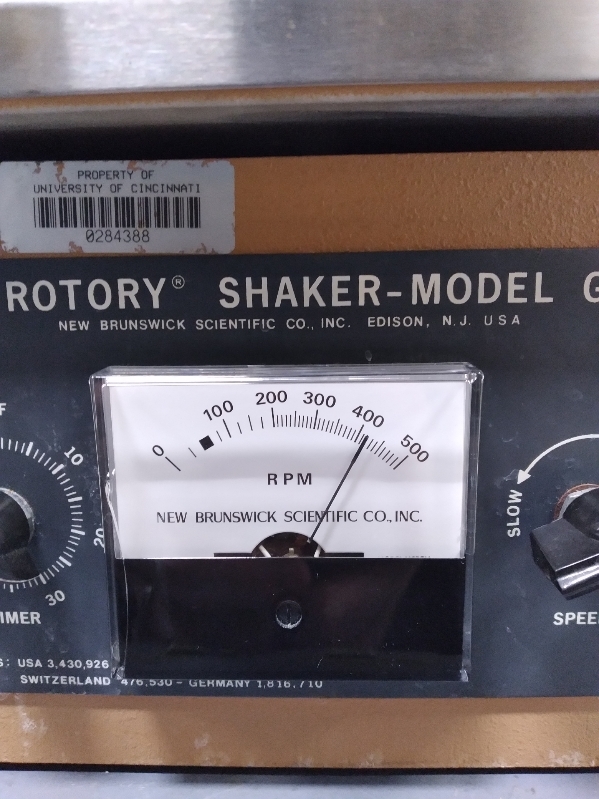 PROPERTY OF
UNIVERSITY OF CINCINNATI
0284388
ROTORY® SHAKER-MODEL G
NEW BRUNSWICK SCIENTIFIC CO., INC. EDISON, N.J. USA
0 100 200 300 400 500
RPM
NEW BRUNSWICK SCIENTIFIC CO., INC.
F
10
20
30
IMER
SLOW
SPEE
S: USA 3,430,926
SWITZERLAND 476,530- GERMANY 1,816,710